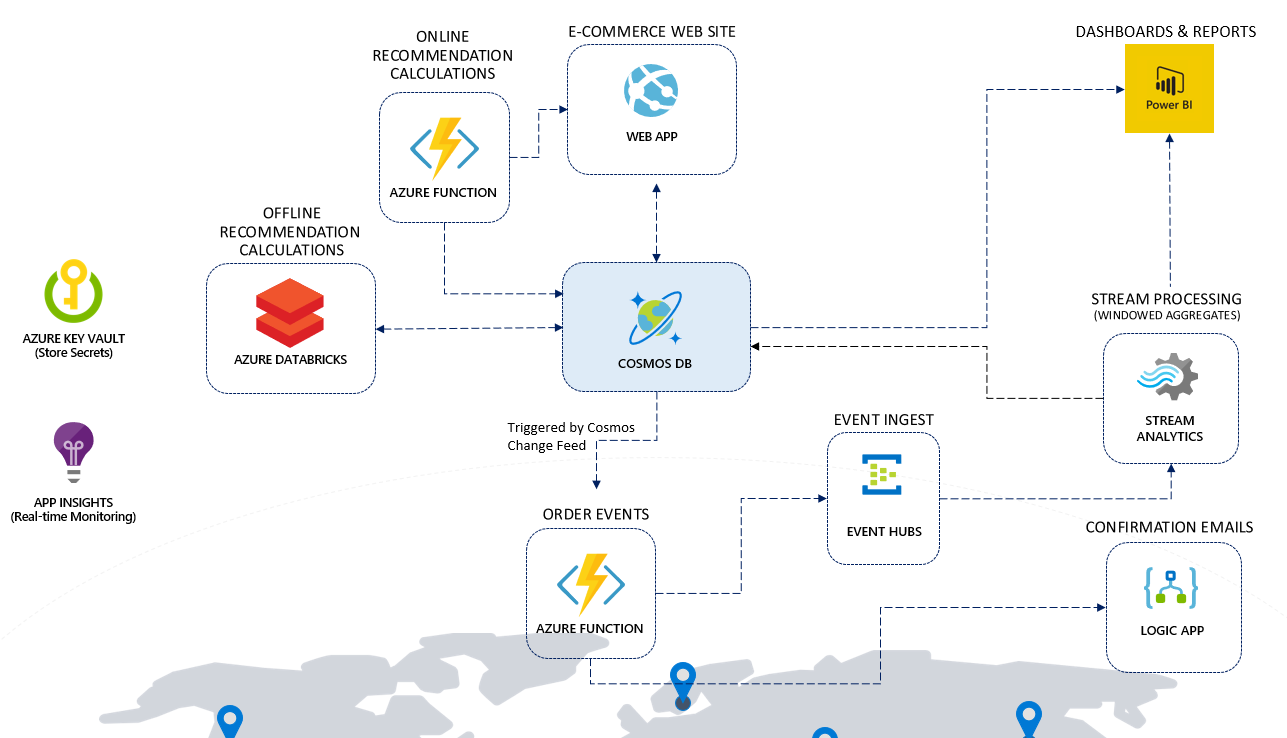 ONLINE
RECOMMENDATION
CALCULATIONS
AZURE FUNCTION
E-COMMERCE WEB SITE
WEB APP
DASHBOARDS & REPORTS
Power BI
OFFLINE
RECOMMENDATION
CALCULATIONS
AZURE DATABRICKS
AZURE KEY VAULT
(Store Secrets)
COSMOS DB
STREAM PROCESSING
(WINDOWED AGGREGATES)
STREAM
ANALYTICS
Triggered by Cosmos
Change Feed
EVENT INGEST
EVENT HUBS
APP INSIGHTS
(Real-time Monitoring)
ORDER EVENTS
AZURE FUNCTION
CONFIRMATION EMAILS
LOGIC APP